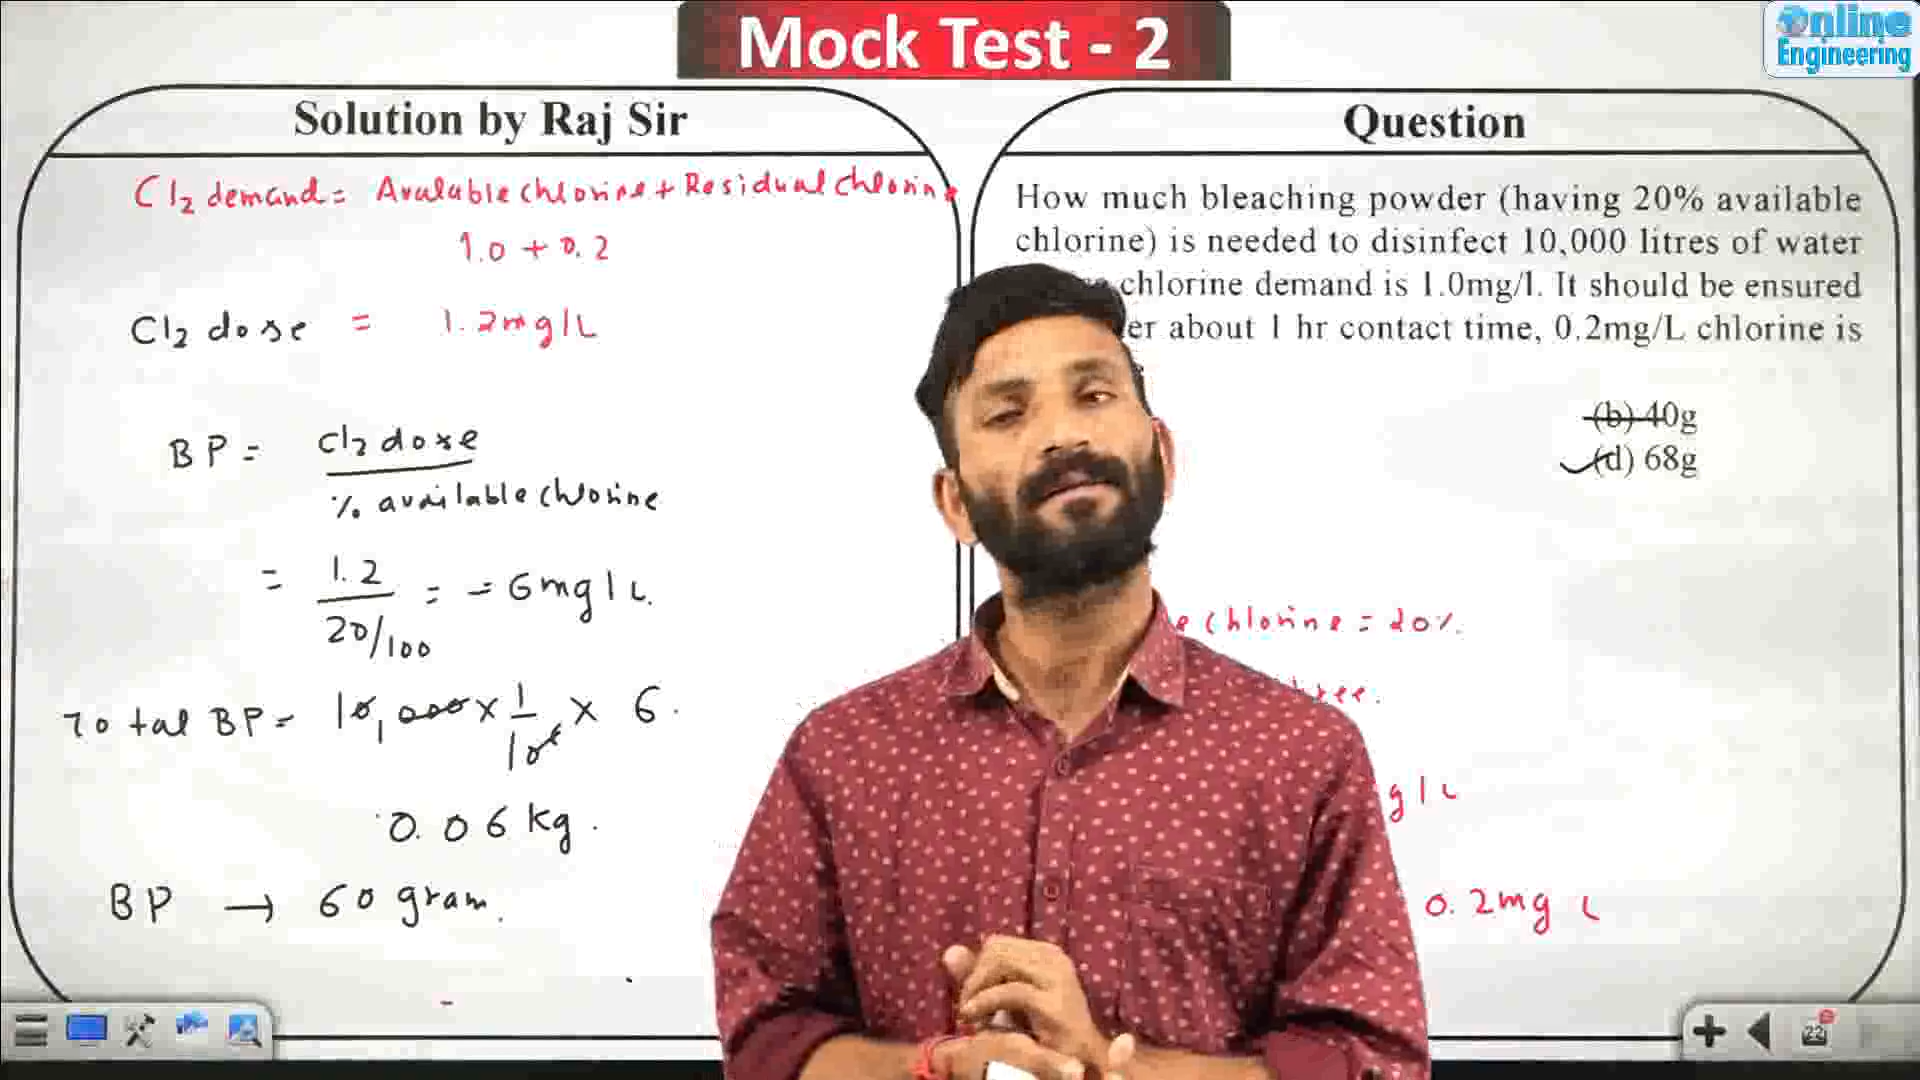 Mock Test - 2
Online
Engineering
Solution by Raj Sir
Cl2 demand = Avalable chlorine + Residual Chlorine
1.0 + 0.2
Cl2 dose = 1.2mg/L
BP = Cl2 dose
% available chlorine
= 1.2 = = 6mg/L.
20/100
Total BP = 10,000 x 1 x 6.
0.06 kg.
BP → 60 gram.
Question
How much bleaching powder (having 20% available
chlorine) is needed to disinfect 10,000 litres of water
chlorine demand is 1.0mg/l. It should be ensured
er about 1 hr contact time, 0.2mg/L chlorine is
(b) 40g
(d) 68g
e chlorine = 20%.
g/L
0.2mg L
22